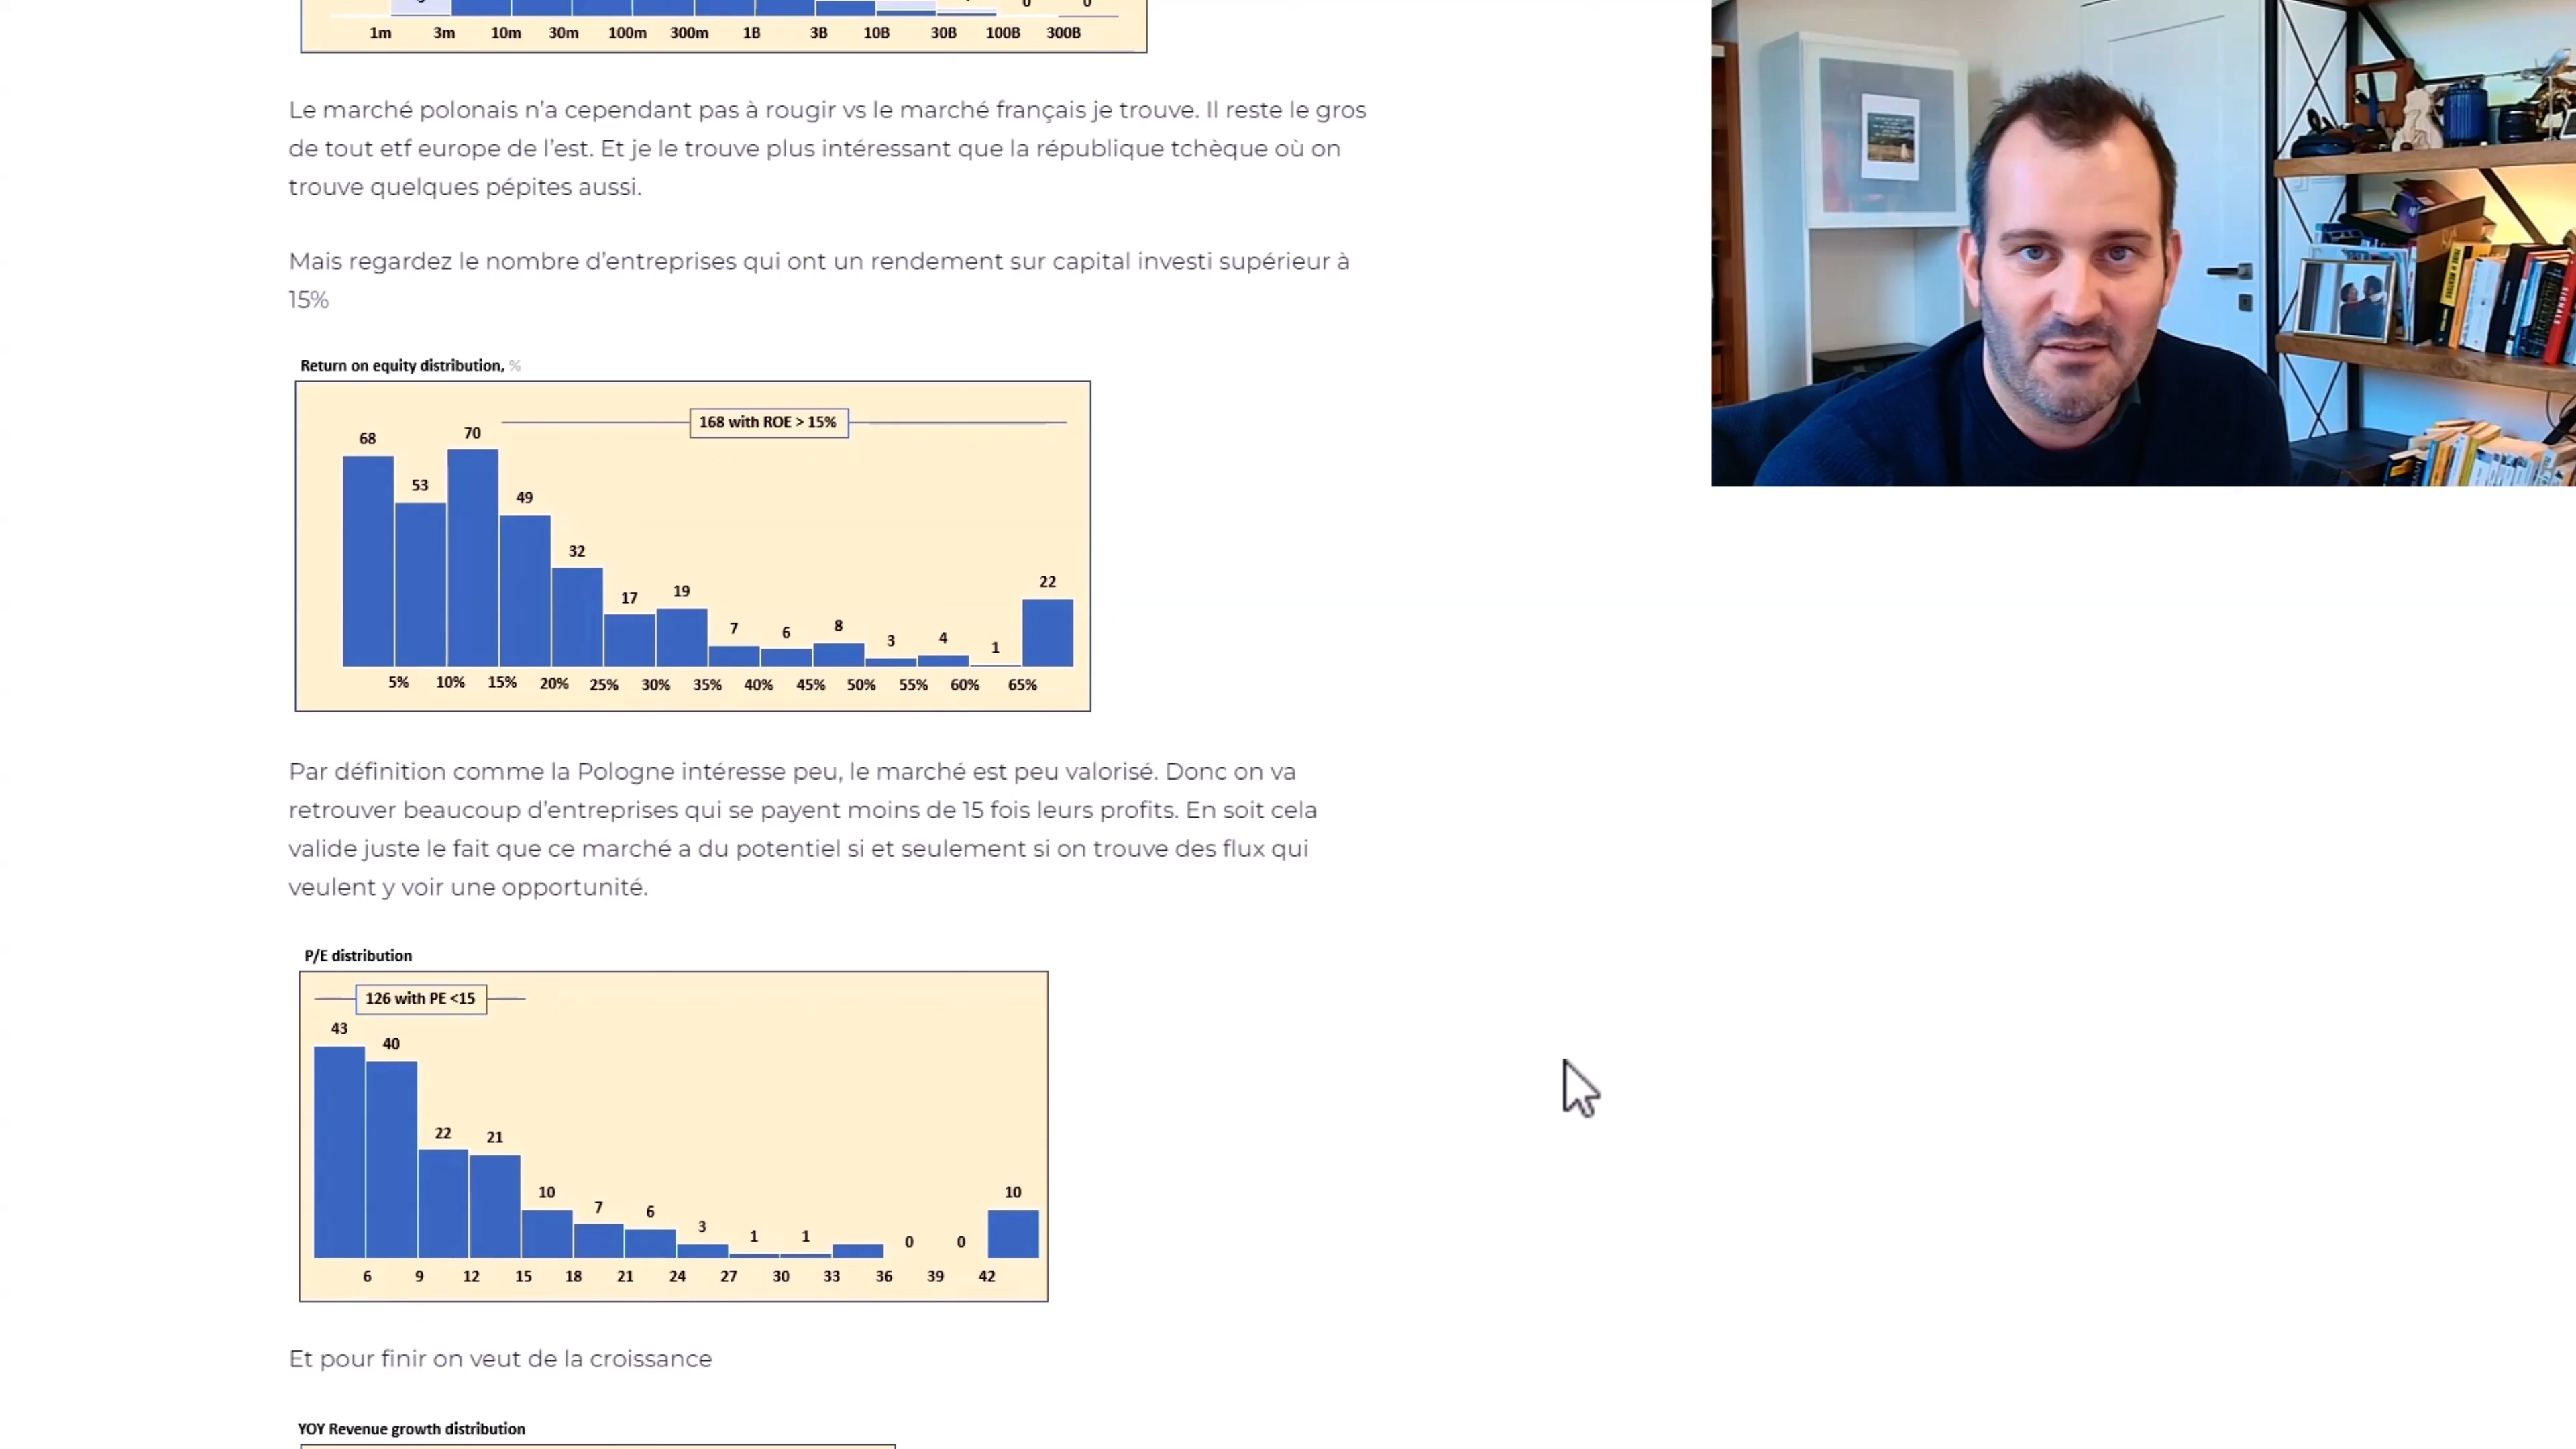 0 0
1m 3m 10m 30m 100m 300m 1B 3B 10B 30B 100B 300B
Le marché polonais n'a cependant pas à rougir vs le marché français je trouve. Il reste le gros
de tout etf europe de l'est. Et je le trouve plus intéressant que la république tchèque où on
trouve quelques pépites aussi.
Mais regardez le nombre d'entreprises qui ont un rendement sur capital investi supérieur à
15%
Return on equity distribution, %
168 with ROE > 15%
68 53 70 49 32 17 19 7 6 8 3 4 1 22
5% 10% 15% 20% 25% 30% 35% 40% 45% 50% 55% 60% 65%
Par définition comme la Pologne intéresse peu, le marché est peu valorisé. Donc on va
retrouver beaucoup d'entreprises qui se payent moins de 15 fois leurs profits. En soit cela
valide juste le fait que ce marché a du potentiel si et seulement si on trouve des flux qui
veulent y voir une opportunité.
P/E distribution
126 with PE <15
43 40 22 21 10 7 6 3 1 1 0 0 10
6 9 12 15 18 21 24 27 30 33 36 39 42
Et pour finir on veut de la croissance
YOY Revenue growth distribution